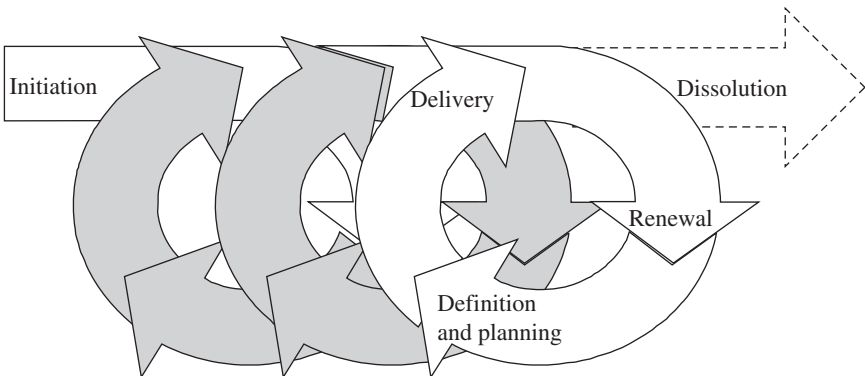 Initiation
Delivery
Dissolution
Renewal
Definition
and planning